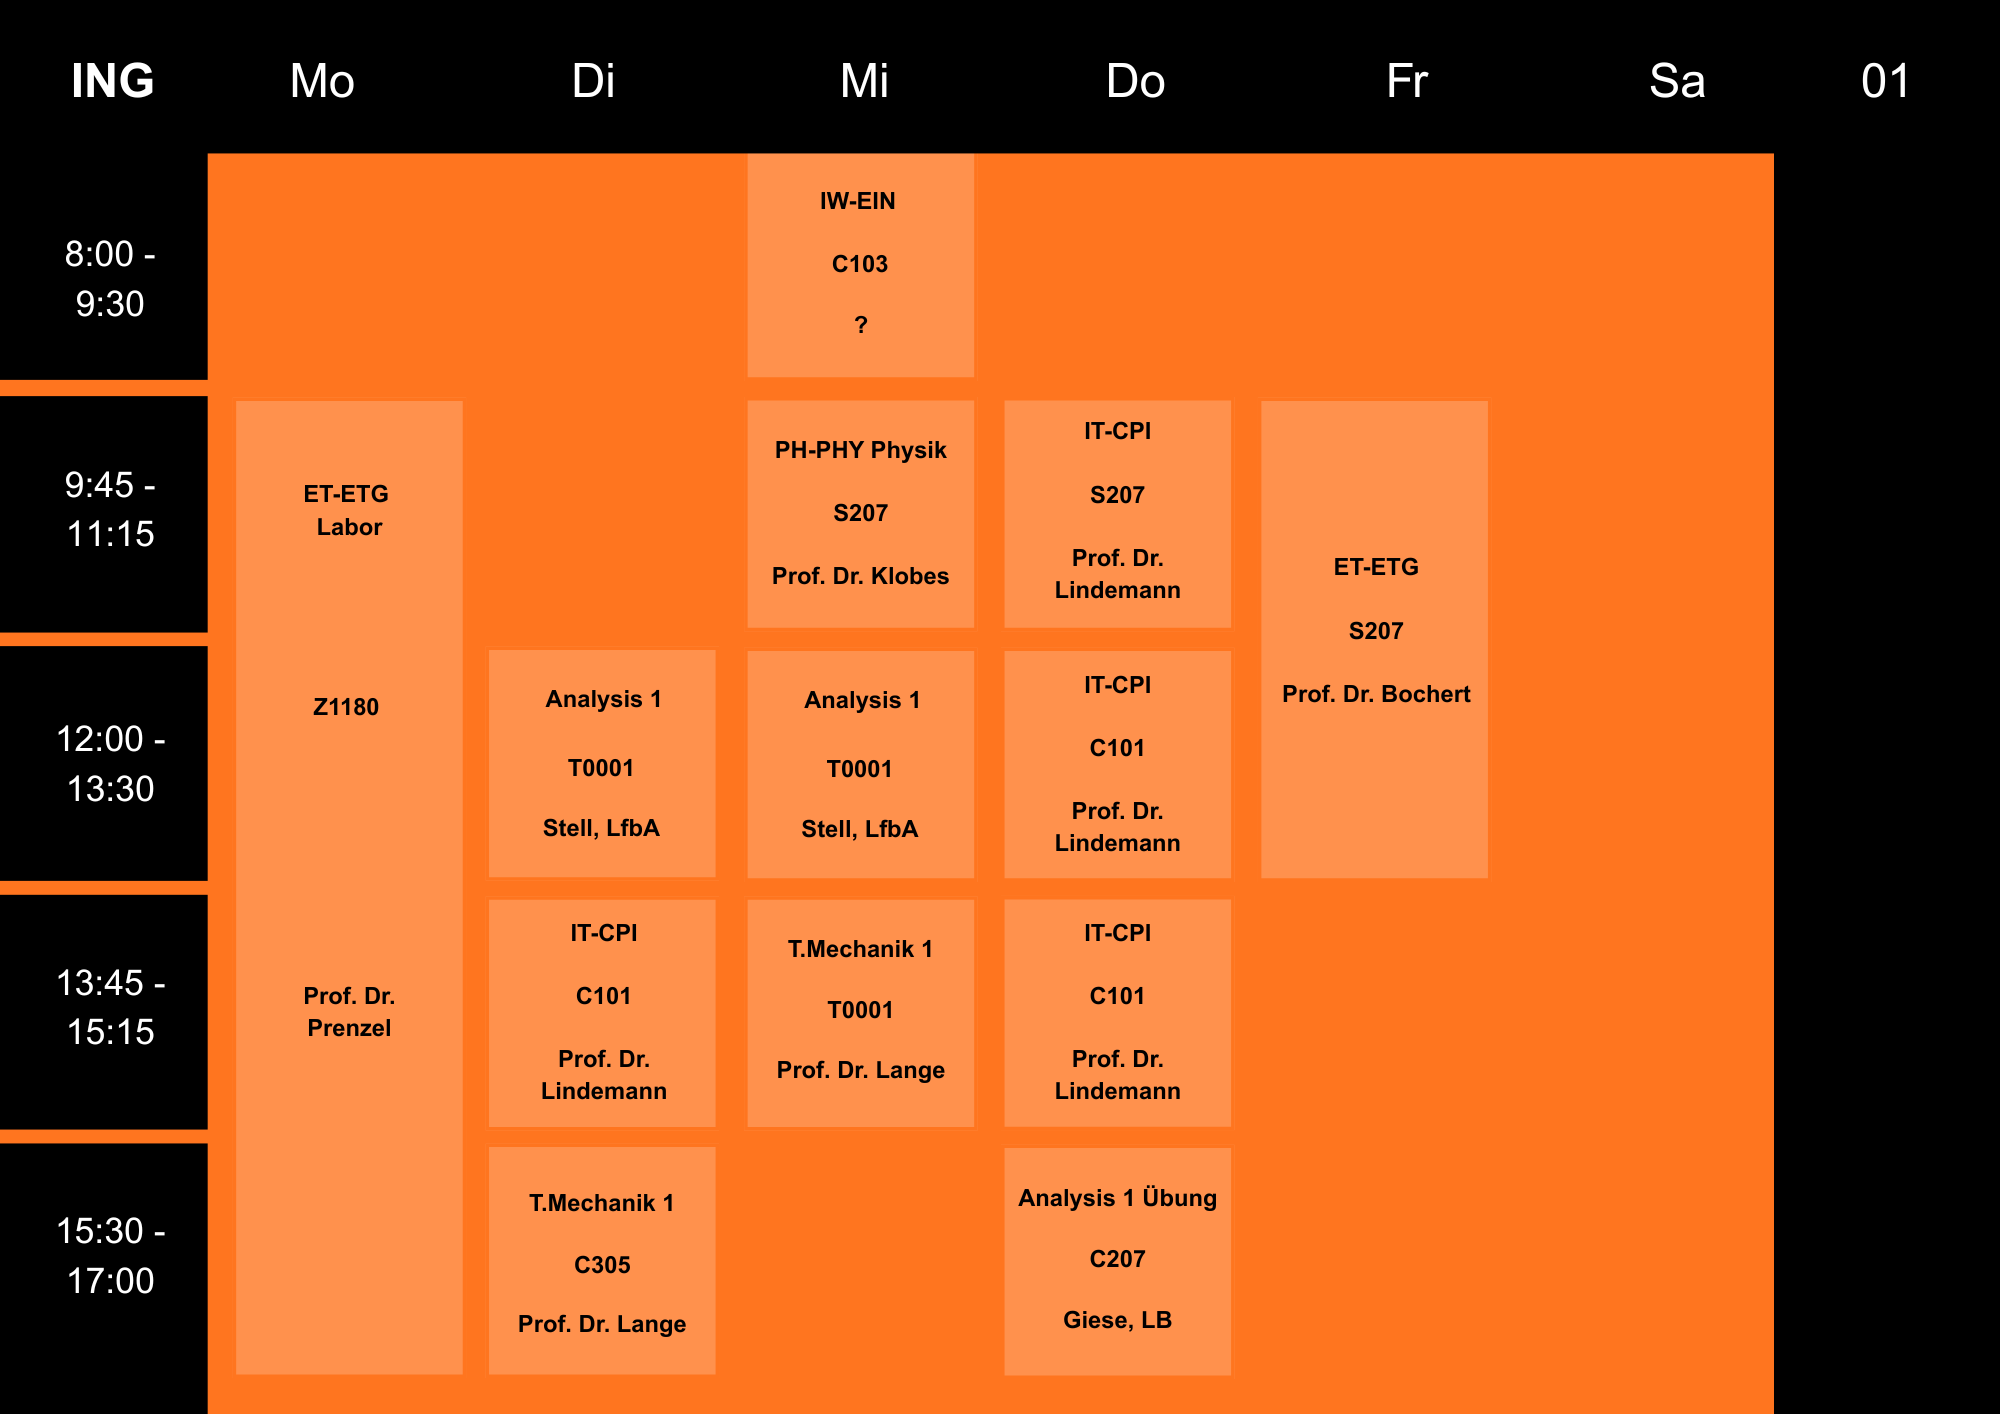 ING Mo Di Mi Do Fr Sa 01
8:00 -
9:30
IW-EIN
C103
?
9:45 -
11:15
ET-ETG
Labor
Z1180
Prof. Dr.
Prenzel
PH-PHY Physik
S207
Prof. Dr. Klobes
IT-CPI
S207
Prof. Dr.
Lindemann
ET-ETG
S207
Prof. Dr. Bochert
12:00 -
13:30
Analysis 1
T0001
Stell, LfbA
Analysis 1
T0001
Stell, LfbA
IT-CPI
C101
Prof. Dr.
Lindemann
13:45 -
15:15
IT-CPI
C101
Prof. Dr.
Lindemann
T.Mechanik 1
T0001
Prof. Dr. Lange
IT-CPI
C101
Prof. Dr.
Lindemann
15:30 -
17:00
T.Mechanik 1
C305
Prof. Dr. Lange
Analysis 1 Übung
C207
Giese, LB